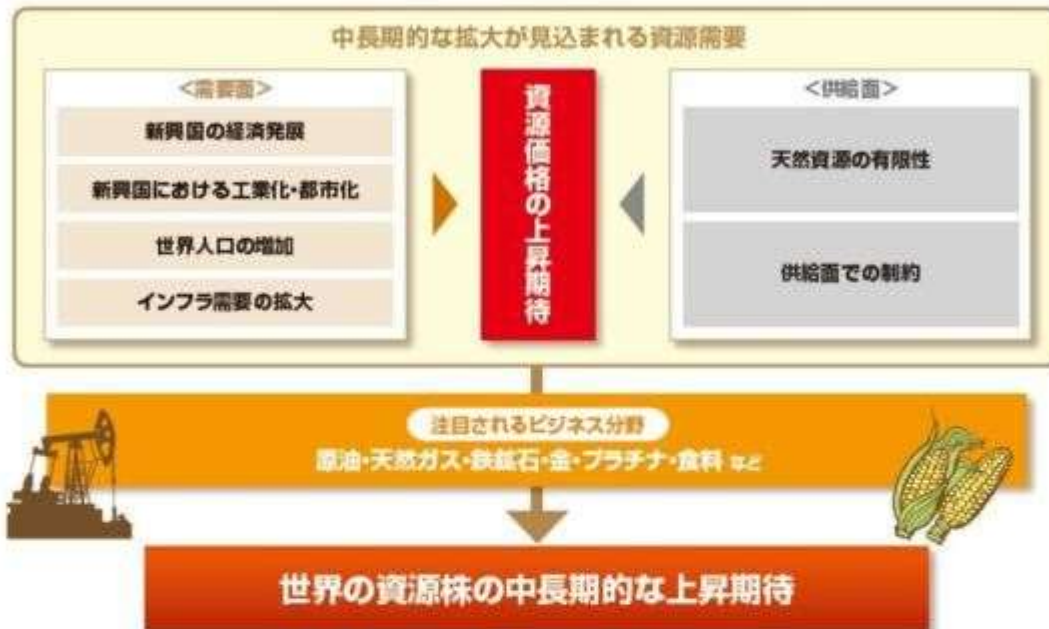 中長期的な拡大が見込まれる資源需要
＜需要面＞
新興国の経済発展
新興国における工業化・都市化
世界人口の増加
インフラ需要の拡大
資源価格の上昇期待
＜供給面＞
天然資源の有限性
供給面での制約
注目されるビジネス分野
原油・天然ガス・鉄鉱石・金・プラチナ・食料 など
世界の資源株の中長期的な上昇期待